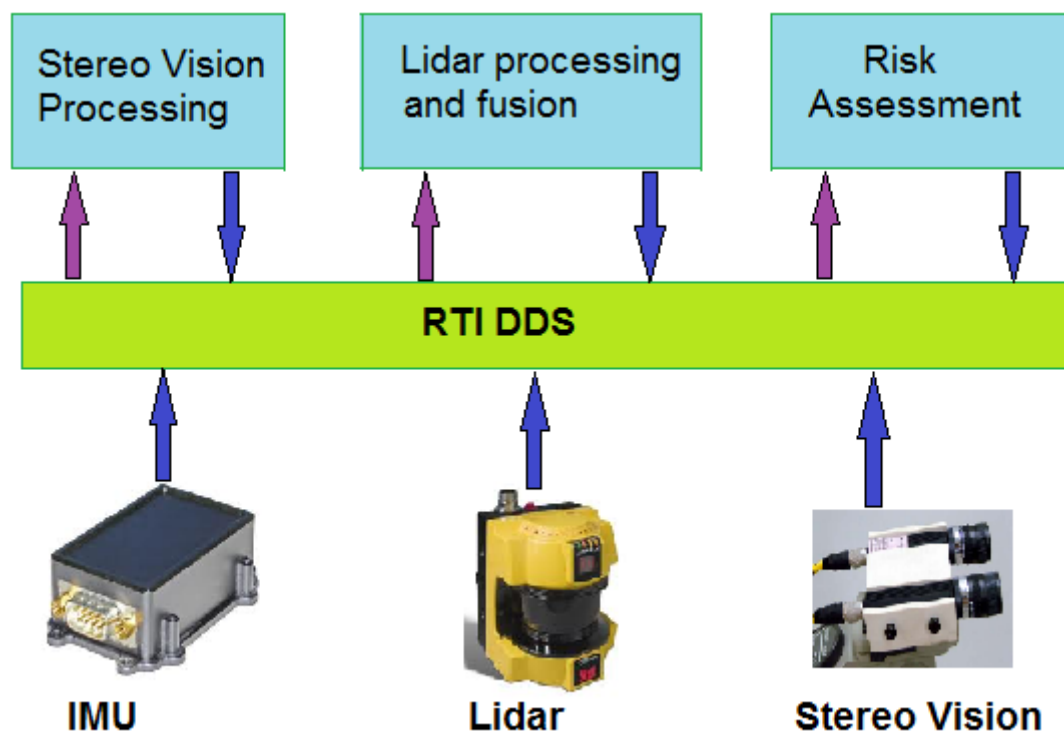 Stereo Vision
Processing
Lidar processing
and fusion
Risk
Assessment
RTI DDS
IMU
Lidar
Stereo Vision